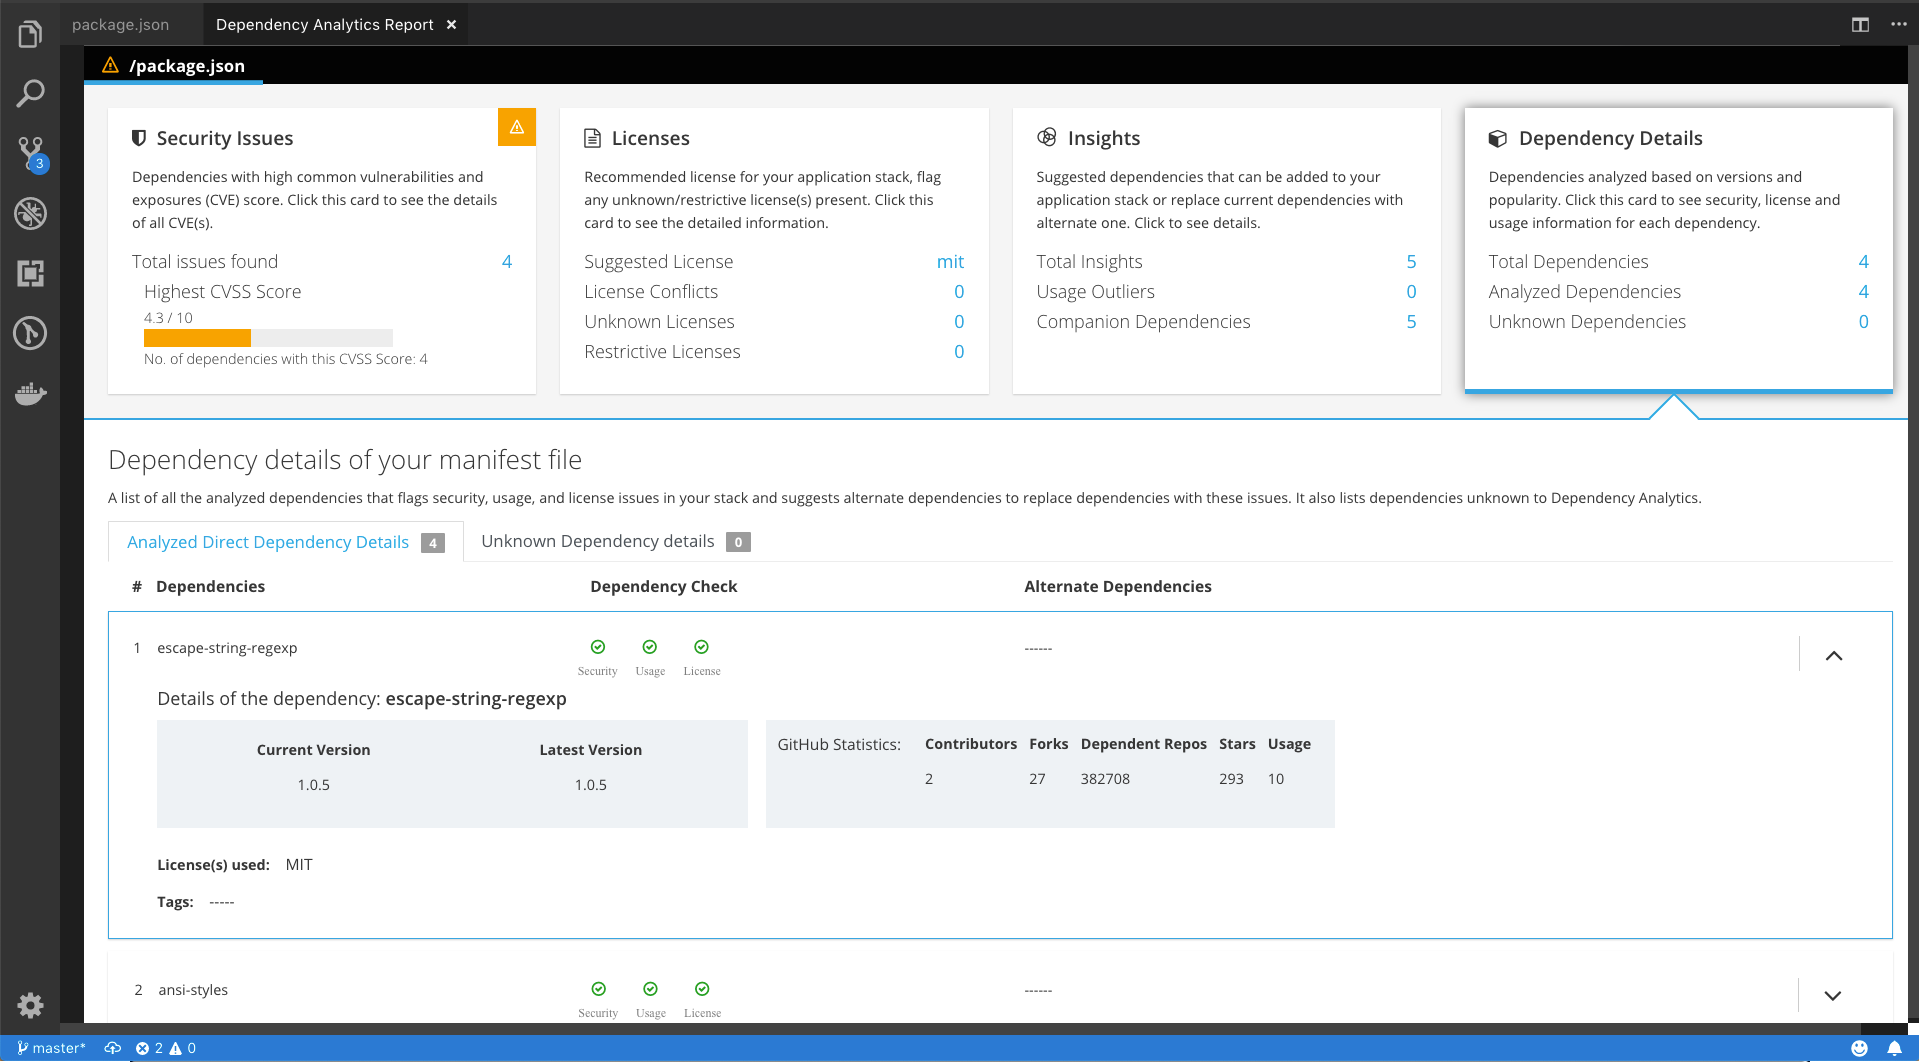 package.json
Dependency Analytics Report ×
/package.json
Security Issues
Dependencies with high common vulnerabilities and
exposures (CVE) score. Click this card to see the details
of all CVE(s).
Total issues found 4
Highest CVSS Score
4.3 / 10
No. of dependencies with this CVSS Score: 4
Licenses
Recommended license for your application stack, flag
any unknown/restrictive license(s) present. Click this
card to see the detailed information.
Suggested License mit
License Conflicts 0
Unknown Licenses 0
Restrictive Licenses 0
Insights
Suggested dependencies that can be added to your
application stack or replace current dependencies with
alternate one. Click to see details.
Total Insights 5
Usage Outliers 0
Companion Dependencies 5
Dependency Details
Dependencies analyzed based on versions and
popularity. Click this card to see security, license and
usage information for each dependency.
Total Dependencies 4
Analyzed Dependencies 4
Unknown Dependencies 0
3
Dependency details of your manifest file
A list of all the analyzed dependencies that flags security, usage, and license issues in your stack and suggests alternate dependencies to replace dependencies with these issues. It also lists dependencies unknown to Dependency Analytics.
Analyzed Direct Dependency Details 4 Unknown Dependency details 0
# Dependencies Dependency Check Alternate Dependencies
1 escape-string-regexp ------
Security Usage License
Details of the dependency: escape-string-regexp
Current Version Latest Version
1.0.5 1.0.5
GitHub Statistics: Contributors Forks Dependent Repos Stars Usage
2 27 382708 293 10
License(s) used: MIT
Tags: -----
2 ansi-styles ------
Security Usage License
master* 2 0